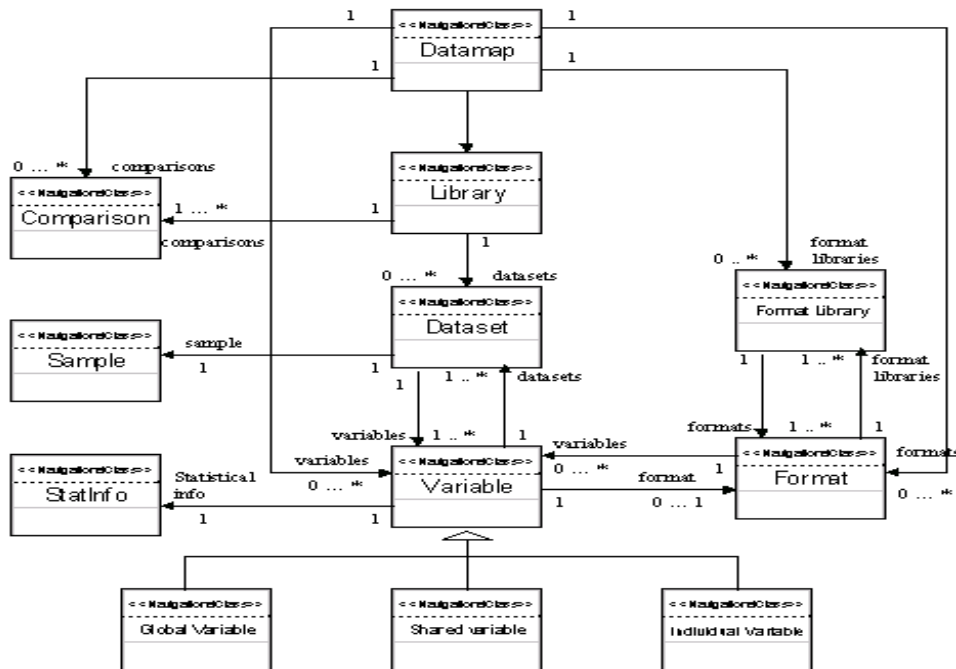 1
<<NavigationalClass>>
1
Datamap
1
1
0 ... *
comparisons
<<NavigationalClass>>
<<NavigationalClass>>
Library
Comparison
1 ... *
1
comparisons
1
format
libraries
0 .. *
0 ... *
datasets
<<NavigationalClass>>
<<NavigationalClass>>
Format Library
Dataset
<<NavigationalClass>>
sample
Sample
1
1
1
1 .. *
datasets
1
1 .. *
format
libraries
variables
1 .. *
1
formats
1 .. *
1
variables
<<NavigationalClass>>
variables
<<NavigationalClass>>
formats
0 ... *
1
<<NavigationalClass>>
Statistical
info
0 ... *
Variable
format
Format
StatInfo
1
1
1
0 ... 1
0 ... *
<<NavigationalClass>>
<<NavigationalClass>>
<<NavigationalClass>>
Global Variable
Shared variable
Individual Variable